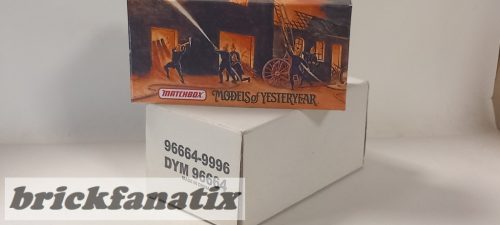 MATCHBOX
MODELS of YESTERYEAR
96664-9996
DYM 96664
brickfanatix